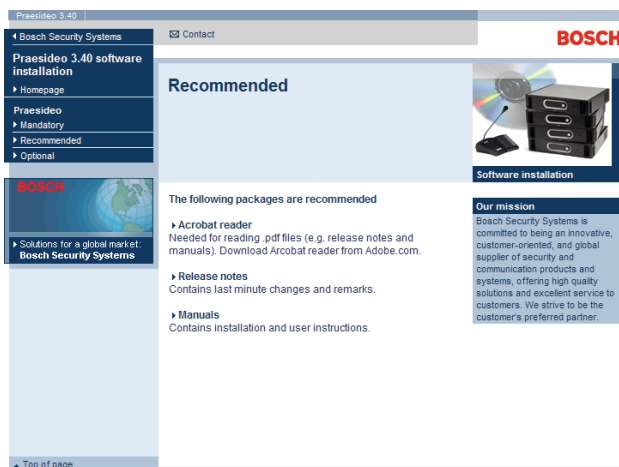 Praesideo 3.40
Bosch Security Systems
Contact
BOSCH
Praesideo 3.40 software
installation
Homepage
Praesideo
Mandatory
Recommended
Optional
BOSCH
Solutions for a global market:
Bosch Security Systems
Recommended
The following packages are recommended
Acrobat reader
Needed for reading .pdf files (e.g. release notes and
manuals). Download Arcobat reader from Adobe.com.
Release notes
Contains last minute changes and remarks.
Manuals
Contains installation and user instructions.
Software installation
Our mission
Bosch Security Systems is
committed to being an innovative,
customer-oriented, and global
supplier of security and
communication products and
systems, offering high quality
solutions and excellent service to
customers. We strive to be the
customer's preferred partner.
Top of page